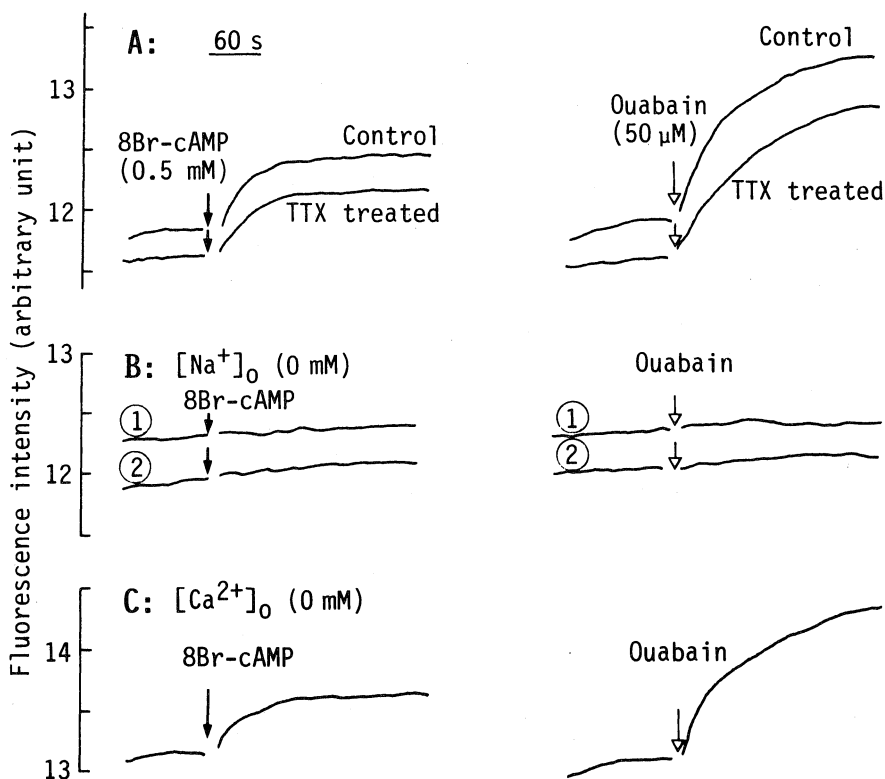 Fluorescence intensity (arbitrary unit)
A: 60 s
13
12
8Br-cAMP
(0.5 mM)
Control
TTX treated
Ouabain
(50 μM)
Control
TTX treated
13
12
B: [Na⁺]₀ (0 mM)
8Br-cAMP
①
②
Ouabain
①
②
14
13
C: [Ca²⁺]₀ (0 mM)
8Br-cAMP
Ouabain